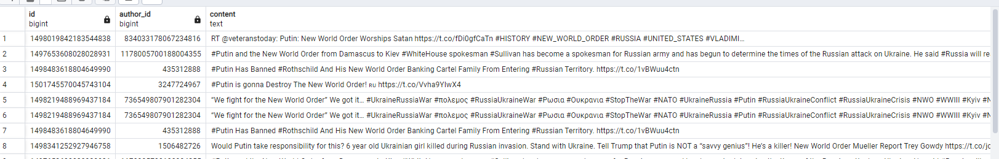 id author_id content
bigint bigint text
1 1498019842183544838 834033178067234816 RT @veteranstoday: Putin: New World Order Worships Satan https://t.co/fDi0gfCaTn #HISTORY #NEW_WORLD_ORDER #RUSSIA #UNITED_STATES #VLADIMI…
2 1497653608028028931 1178005700188004355 #Putin and the New World Order from Damascus to Kiev #WhiteHouse spokesman #Sullivan has become a spokesman for Russian army and has begun to determine the times of the Russian attack on Ukraine. He said #Russia will re
3 1498483618804649990 435312888 #Putin Has Banned #Rothschild And His New World Order Banking Cartel Family From Entering #Russian Territory. https://t.co/1vBWuu4ctn
4 1501745570045743104 3247724967 #Putin is gonna Destroy The New World Order! ʀᴜ https://t.co/Vvha9YIwX4
5 1498219488969437184 736549807901282304 “We fight for the New World Order” We got it… #UkraineRussiaWar #πολεμος #RussiaUkraineWar #Ρωσια #Ουκρανια #StopTheWar #NATO #UkraineRussia #Putin #RussiaUkraineConflict #RussiaUkraineCrisis #NWO #WWIII #Kyiv #N
6 1498219488969437184 736549807901282304 “We fight for the New World Order” We got it… #UkraineRussiaWar #πολεμος #RussiaUkraineWar #Ρωσια #Ουκρανια #StopTheWar #NATO #UkraineRussia #Putin #RussiaUkraineConflict #RussiaUkraineCrisis #NWO #WWIII #Kyiv #N
7 1498483618804649990 435312888 #Putin Has Banned #Rothschild And His New World Order Banking Cartel Family From Entering #Russian Territory. https://t.co/1vBWuu4ctn
8 1498341252927946758 1506482726 Would Putin take responsibility for this? 6 year old Ukrainian girl killed during Russian invasion. Stand with Ukraine. Tell Trump that Putin is NOT a “savvy genius”! He’s a killer! New World Order Mueller Report Trey Gowdy https://t.co/jc